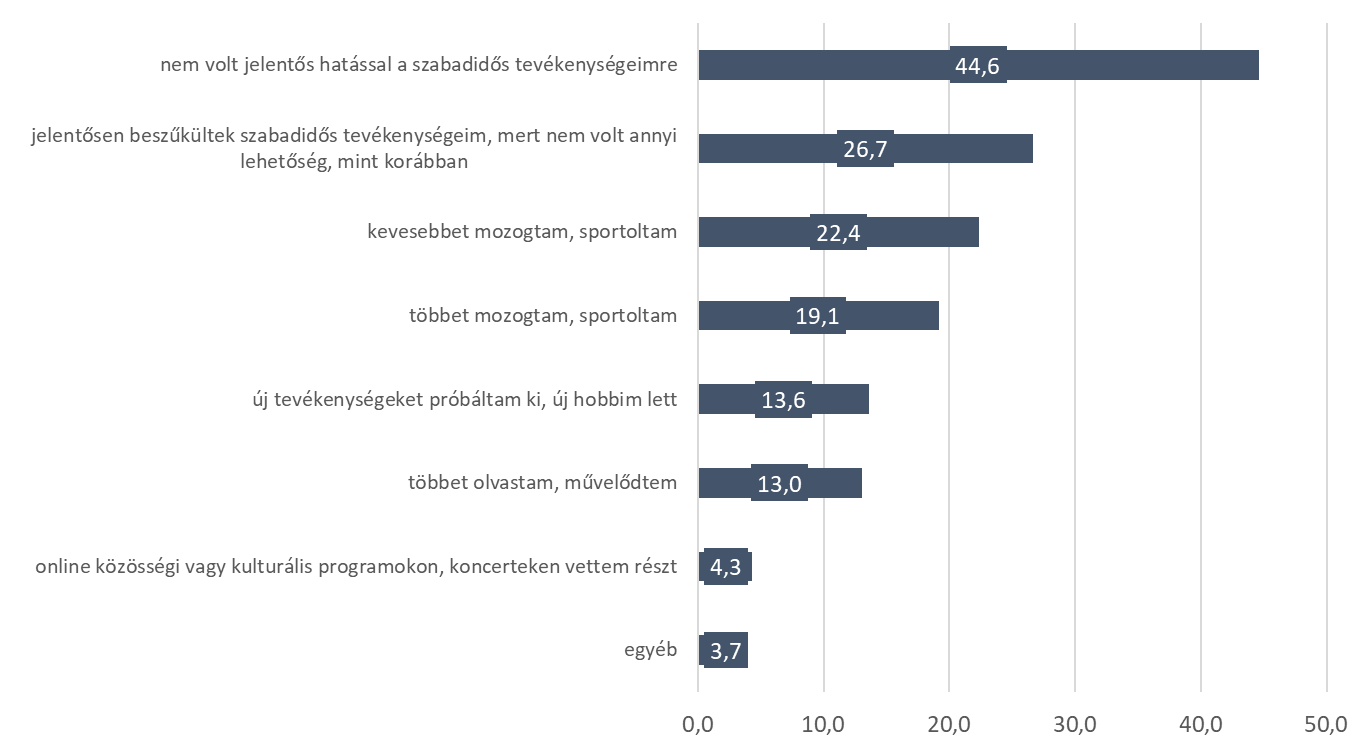 nem volt jelentős hatással a szabadidős tevékenységeimre
44,6
jelentősen beszűkültek szabadidős tevékenységeim, mert nem volt annyi
lehetőség, mint korábban
26,7
kevesebbet mozogtam, sportoltam
22,4
többet mozogtam, sportoltam
19,1
új tevékenységeket próbáltam ki, új hobbim lett
13,6
többet olvastam, művelődtem
13,0
online közösségi vagy kulturális programokon, koncerteken vettem részt
4,3
egyéb
3,7
0,0 10,0 20,0 30,0 40,0 50,0